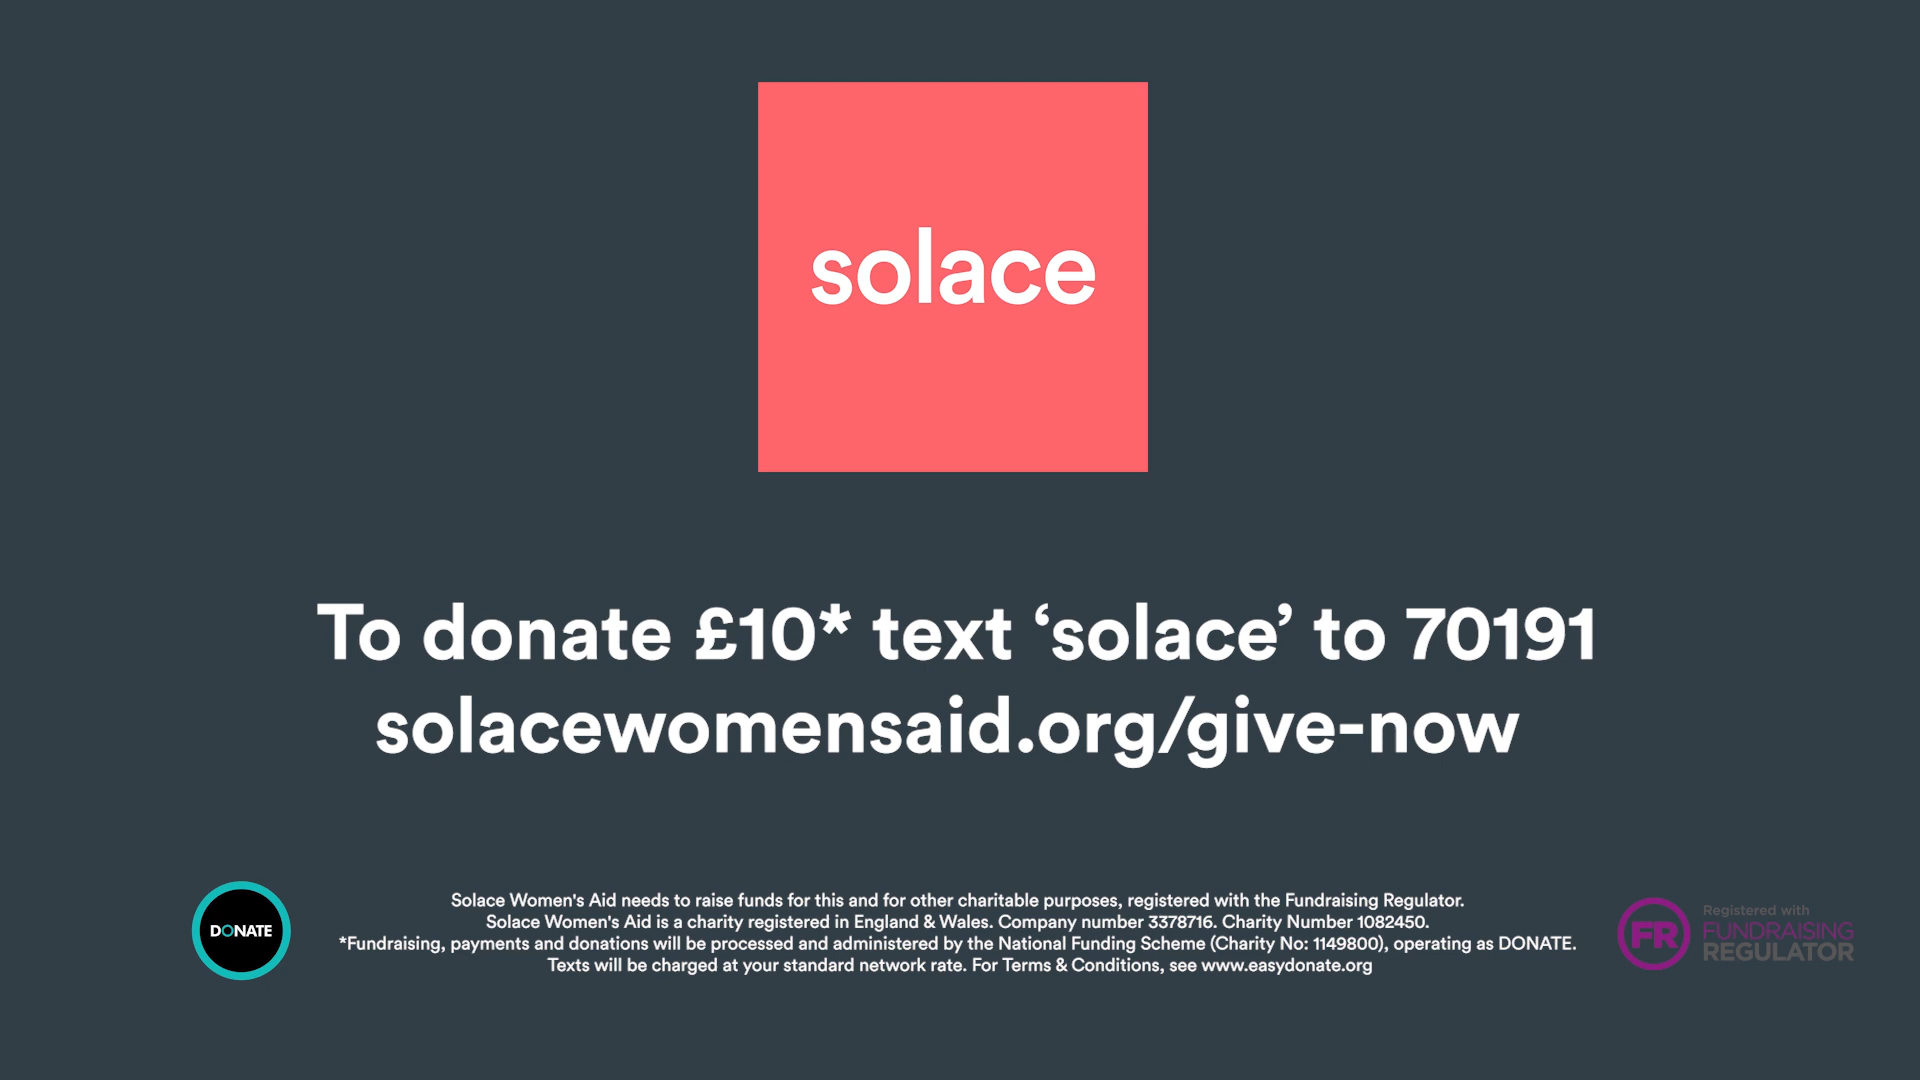 solace
To donate £10* text ‘solace’ to 70191
solacewomensaid.org/give-now
DONATE
Solace Women's Aid needs to raise funds for this and for other charitable purposes, registered with the Fundraising Regulator.
Solace Women's Aid is a charity registered in England & Wales. Company number 3378716. Charity Number 1082450.
*Fundraising, payments and donations will be processed and administered by the National Funding Scheme (Charity No: 1149800), operating as DONATE.
Texts will be charged at your standard network rate. For Terms & Conditions, see www.easydonate.org
FR
Registered with
FUNDRAISING
REGULATOR